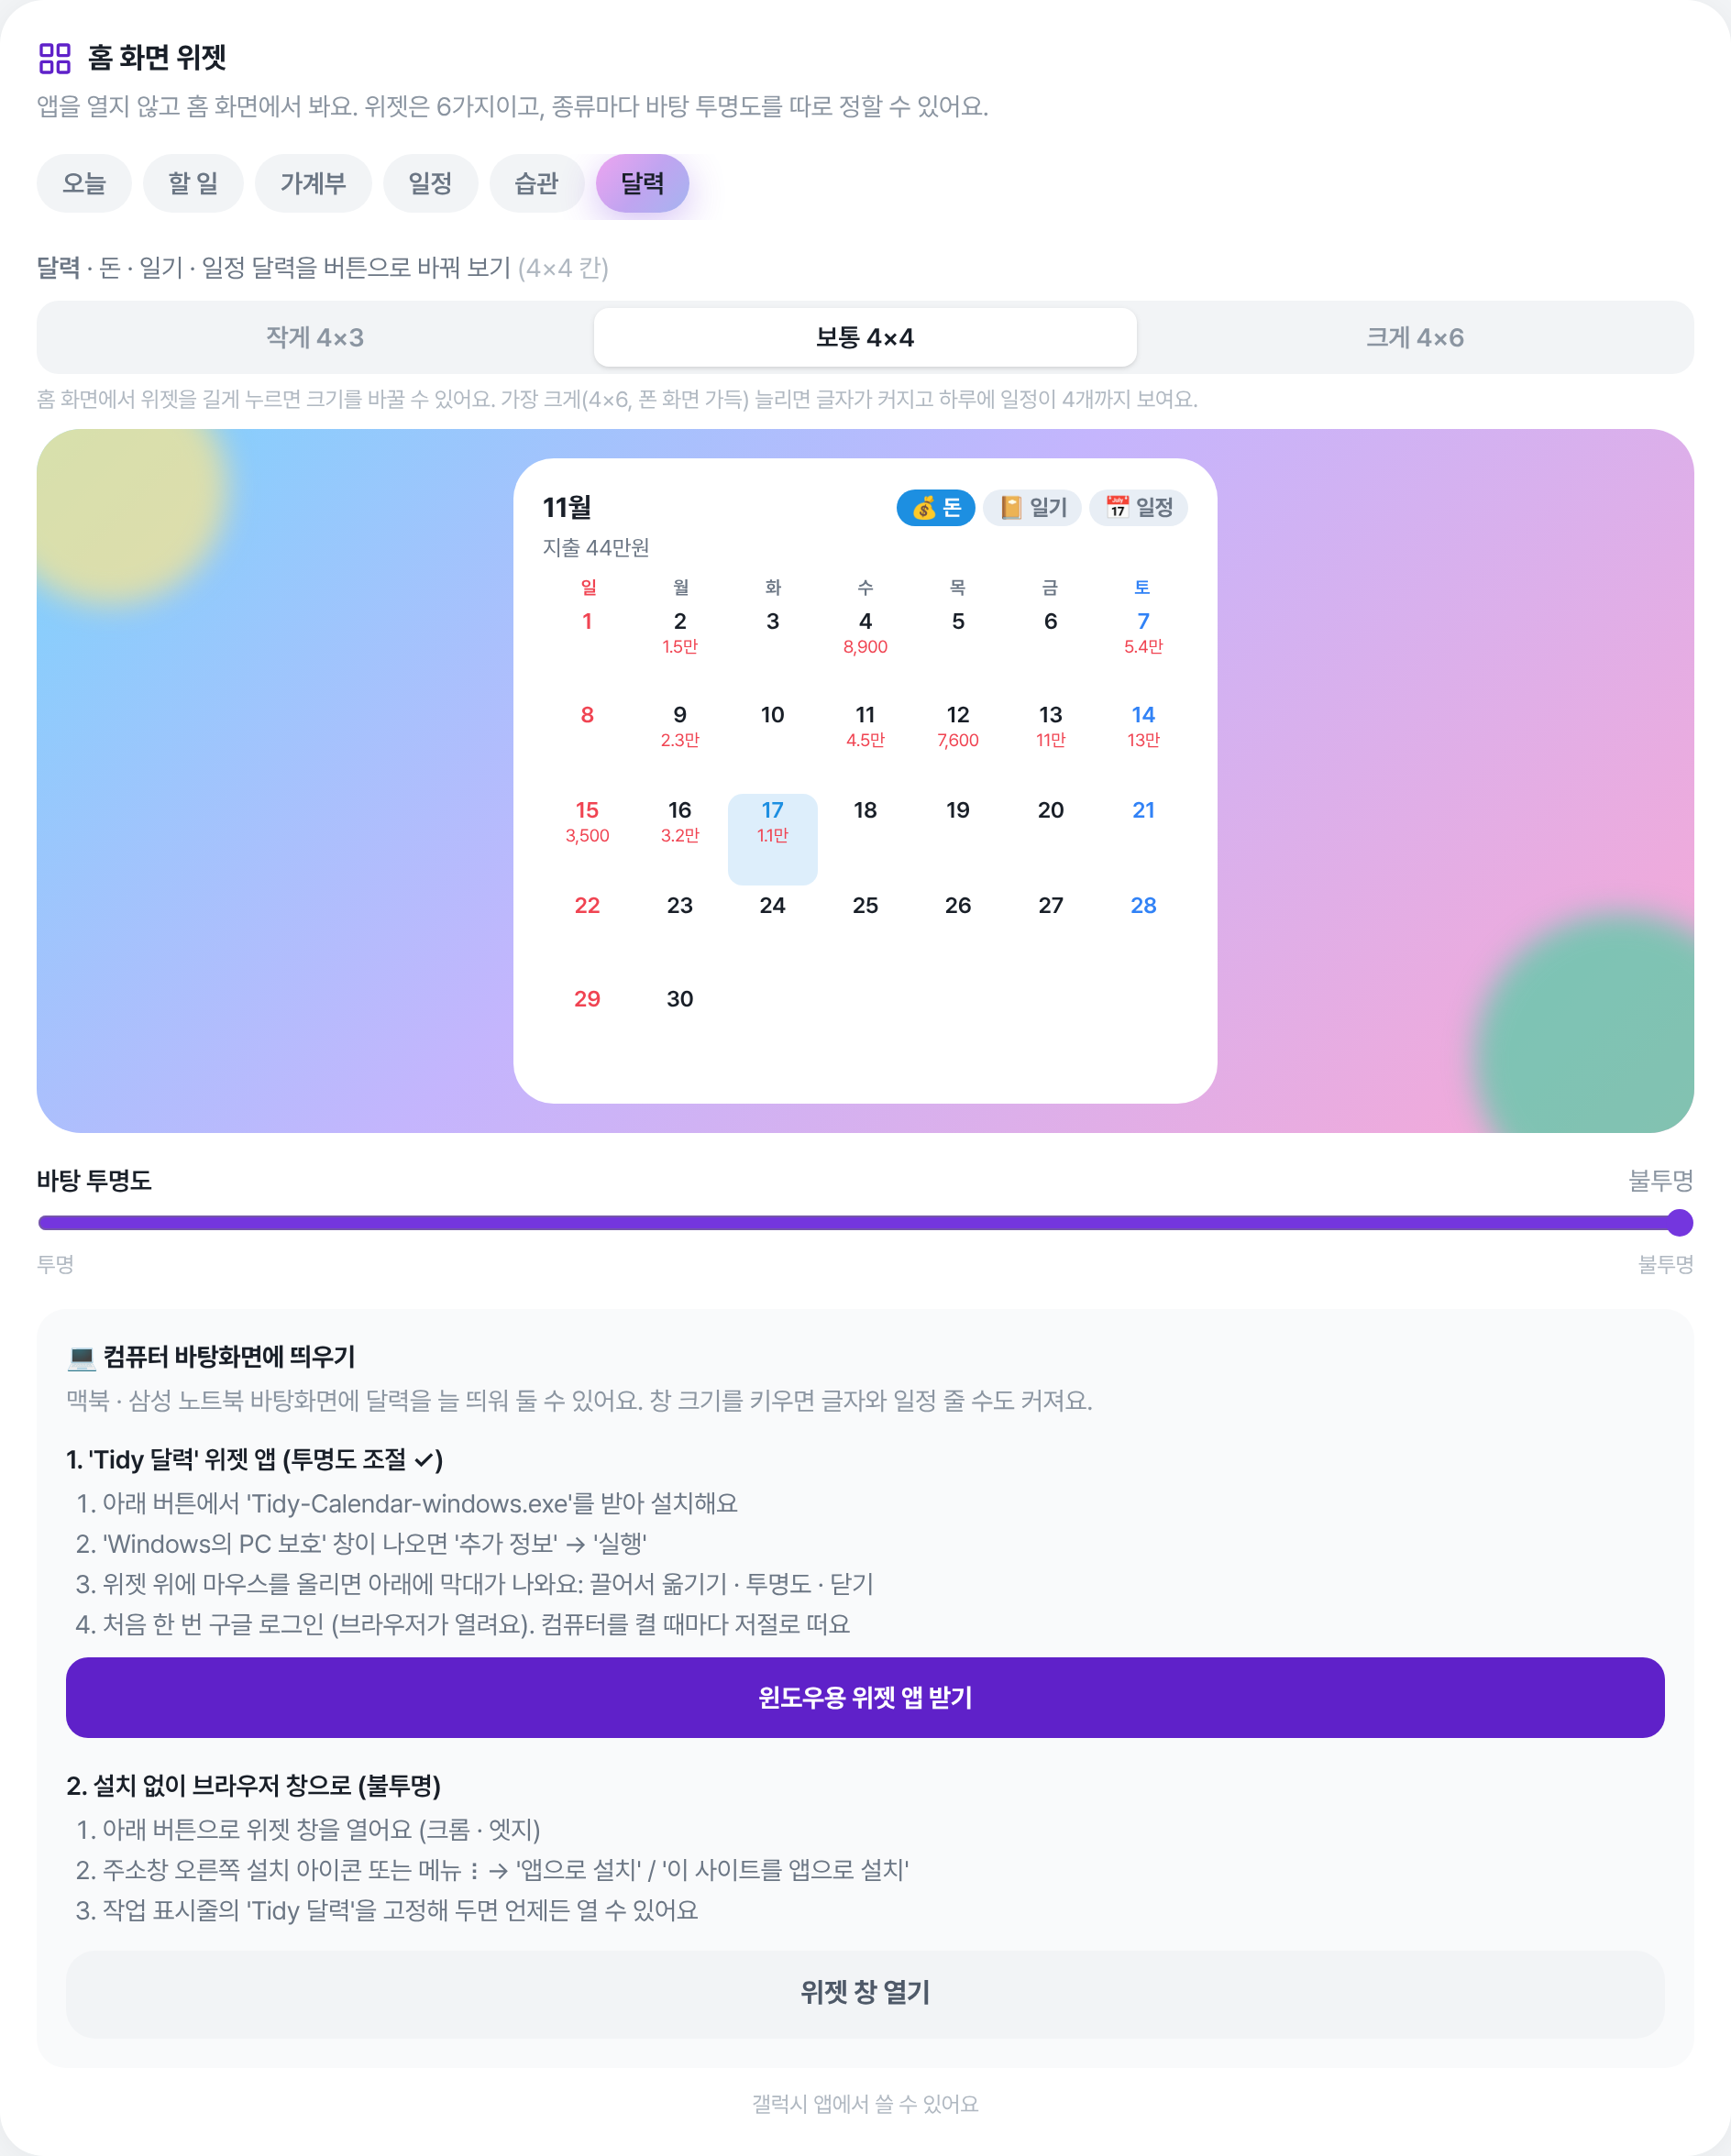 홈 화면 위젯
앱을 열지 않고 홈 화면에서 봐요. 위젯은 6가지이고, 종류마다 바탕 투명도를 따로 정할 수 있어요.
오늘 할 일 가계부 일정 습관 달력
달력 · 돈 · 일기 · 일정 달력을 버튼으로 바꿔 보기 (4×4 칸)
작게 4×3 보통 4×4 크게 4×6
홈 화면에서 위젯을 길게 누르면 크기를 바꿀 수 있어요. 가장 크게(4×6, 폰 화면 가득) 늘리면 글자가 커지고 하루에 일정이 4개까지 보여요.
11월 💰 돈 📔 일기 📅 일정
지출 44만원
일 월 화 수 목 금 토
1 2 3 4 5 6 7
1.5만 8,900 5.4만
8 9 10 11 12 13 14
2.3만 4.5만 7,600 11만 13만
15 16 17 18 19 20 21
3,500 3.2만 1.1만
22 23 24 25 26 27 28
29 30
바탕 투명도 불투명
투명 불투명
💻 컴퓨터 바탕화면에 띄우기
맥북 · 삼성 노트북 바탕화면에 달력을 늘 띄워 둘 수 있어요. 창 크기를 키우면 글자와 일정 줄 수도 커져요.
1. 'Tidy 달력' 위젯 앱 (투명도 조절 ✓)
1. 아래 버튼에서 'Tidy-Calendar-windows.exe'를 받아 설치해요
2. 'Windows의 PC 보호' 창이 나오면 '추가 정보' → '실행'
3. 위젯 위에 마우스를 올리면 아래에 막대가 나와요: 끌어서 옮기기 · 투명도 · 닫기
4. 처음 한 번 구글 로그인 (브라우저가 열려요). 컴퓨터를 켤 때마다 저절로 떠요
윈도우용 위젯 앱 받기
2. 설치 없이 브라우저 창으로 (불투명)
1. 아래 버튼으로 위젯 창을 열어요 (크롬 · 엣지)
2. 주소창 오른쪽 설치 아이콘 또는 메뉴 ⋮ → '앱으로 설치' / '이 사이트를 앱으로 설치'
3. 작업 표시줄의 'Tidy 달력'을 고정해 두면 언제든 열 수 있어요
위젯 창 열기
갤럭시 앱에서 쓸 수 있어요